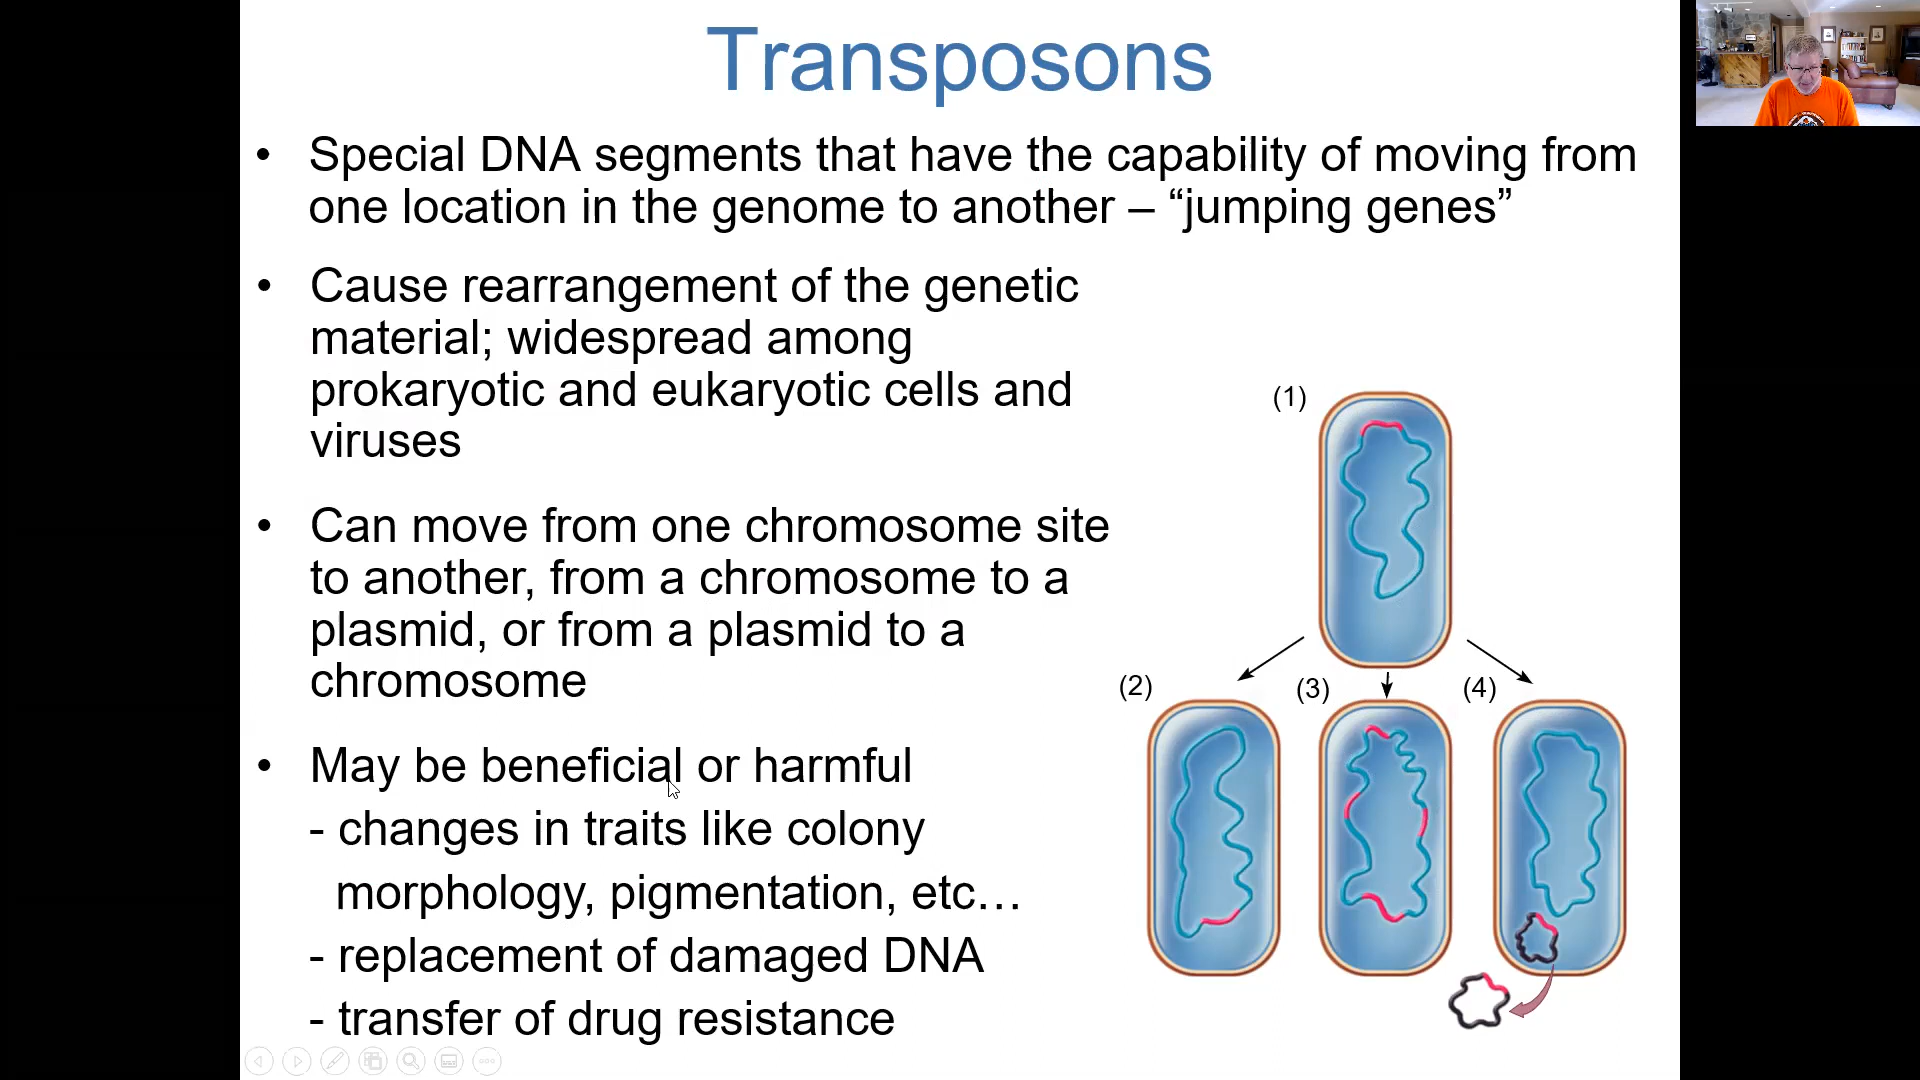 Transposons
• Special DNA segments that have the capability of moving from
one location in the genome to another – “jumping genes”
• Cause rearrangement of the genetic
material; widespread among
prokaryotic and eukaryotic cells and
viruses
• Can move from one chromosome site
to another, from a chromosome to a
plasmid, or from a plasmid to a
chromosome
• May be beneficial or harmful
- changes in traits like colony
morphology, pigmentation, etc…
- replacement of damaged DNA
- transfer of drug resistance
(1)
(2)
(3)
(4)